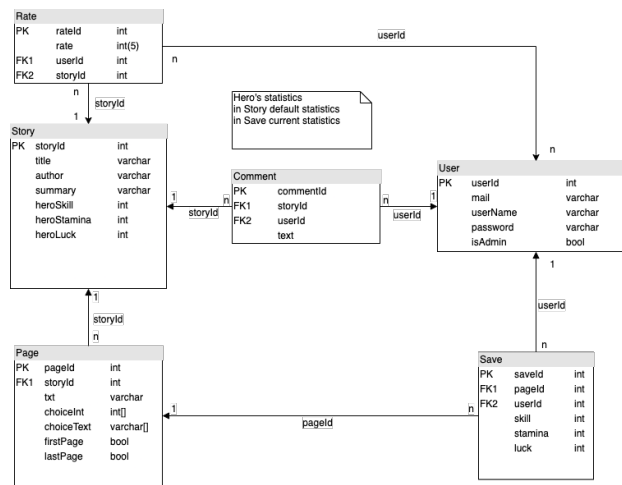 Rate
PK rateId int
rate int(5)
FK1 userId int
FK2 storyId int
userId
n
n
storyId
1
n
Hero's statistics
in Story default statistics
in Save current statistics
Story
PK storyId int
title varchar
author varchar
summary varchar
heroSkill int
heroStamina int
heroLuck int
Comment
PK commentId
FK1 storyId
FK2 userId
text
1
n
storyId
n
1
userId
User
PK userId int
mail varchar
userName varchar
password varchar
isAdmin bool
1
storyId
n
1
userId
n
Page
PK pageId int
FK1 storyId int
txt varchar
choiceInt int[]
choiceText varchar[]
firstPage bool
lastPage bool
1
n
pageId
Save
PK saveId int
FK1 pageId int
FK2 userId int
skill int
stamina int
luck int